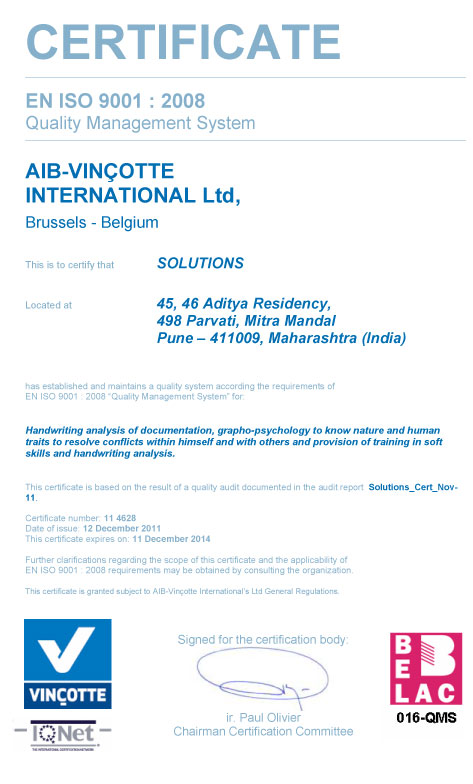 CERTIFICATE
EN ISO 9001 : 2008
Quality Management System
AIB-VINÇOTTE
INTERNATIONAL Ltd,
Brussels - Belgium
This is to certify that SOLUTIONS
Located at 45, 46 Aditya Residency,
498 Parvati, Mitra Mandal
Pune – 411009, Maharashtra (India)
has established and maintains a quality system according the requirements of
EN ISO 9001 : 2008 “Quality Management System” for:
Handwriting analysis of documentation, grapho-psychology to know nature and human
traits to resolve conflicts within himself and with others and provision of training in soft
skills and handwriting analysis.
This certificate is based on the result of a quality audit documented in the audit report Solutions_Cert_Nov-
11.
Certificate number: 11 4628
Date of issue: 12 December 2011
This certificate expires on: 11 December 2014
Further clarifications regarding the scope of this certificate and the applicability of
EN ISO 9001 : 2008 requirements may be obtained by consulting the organization.
This certificate is granted subject to AIB-Vinçotte International's Ltd General Regulations.
VINÇOTTE
IQNet
THE INTERNATIONAL CERTIFICATION NETWORK
Signed for the certification body:
ir. Paul Olivier
Chairman Certification Committee
BELAC
016-QMS